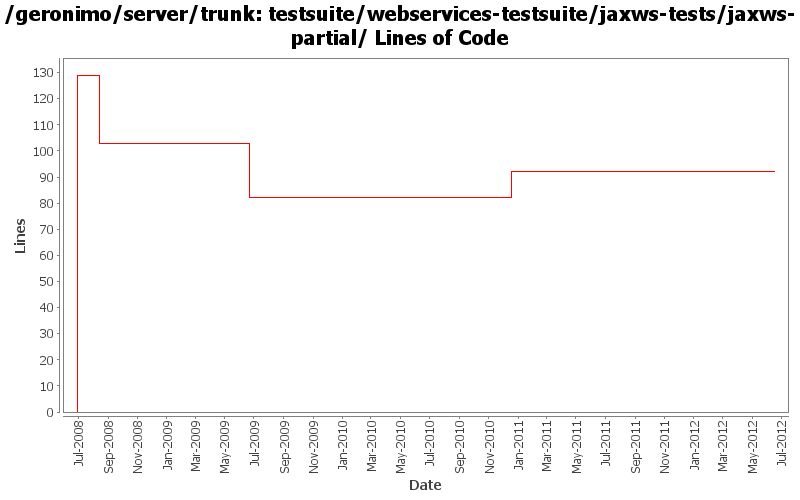 /geronimo/server/trunk: testsuite/webservices-testsuite/jaxws-tests/jaxws-
partial/ Lines of Code
130
120
110
100
90
80
70
60
50
40
30
20
10
0
Lines
Jul-2008
Sep-2008
Nov-2008
Jan-2009
Mar-2009
May-2009
Jul-2009
Sep-2009
Nov-2009
Jan-2010
Mar-2010
May-2010
Jul-2010
Sep-2010
Nov-2010
Jan-2011
Mar-2011
May-2011
Jul-2011
Sep-2011
Nov-2011
Jan-2012
Mar-2012
May-2012
Jul-2012
Date